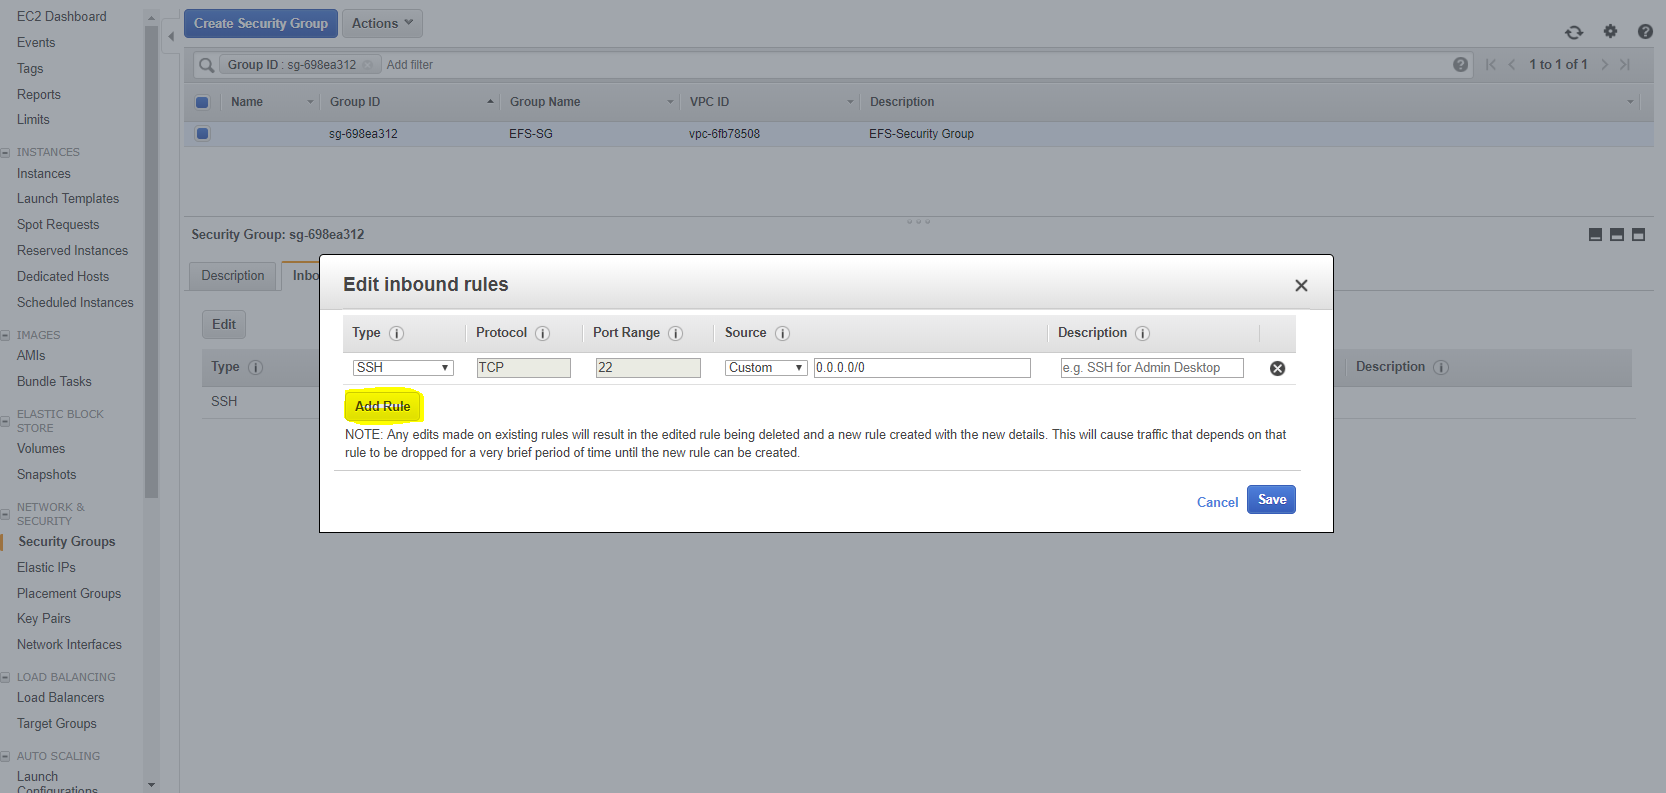 EC2 Dashboard
Events
Tags
Reports
Limits
INSTANCES
Instances
Launch Templates
Spot Requests
Reserved Instances
Dedicated Hosts
Scheduled Instances
IMAGES
AMIs
Bundle Tasks
ELASTIC BLOCK
STORE
Volumes
Snapshots
NETWORK &
SECURITY
Security Groups
Elastic IPs
Placement Groups
Key Pairs
Network Interfaces
LOAD BALANCING
Load Balancers
Target Groups
AUTO SCALING
Launch
Configurations
Create Security Group Actions
Group ID : sg-698ea312 Add filter 1 to 1 of 1
Name Group ID Group Name VPC ID Description
sg-698ea312 EFS-SG vpc-6fb78508 EFS-Security Group
Security Group: sg-698ea312
Description Inbo
Edit
Type Description
SSH
Edit inbound rules
Type Protocol Port Range Source Description
SSH TCP 22 Custom 0.0.0.0/0 e.g. SSH for Admin Desktop
Add Rule
NOTE: Any edits made on existing rules will result in the edited rule being deleted and a new rule created with the new details. This will cause traffic that depends on that
rule to be dropped for a very brief period of time until the new rule can be created.
Cancel Save